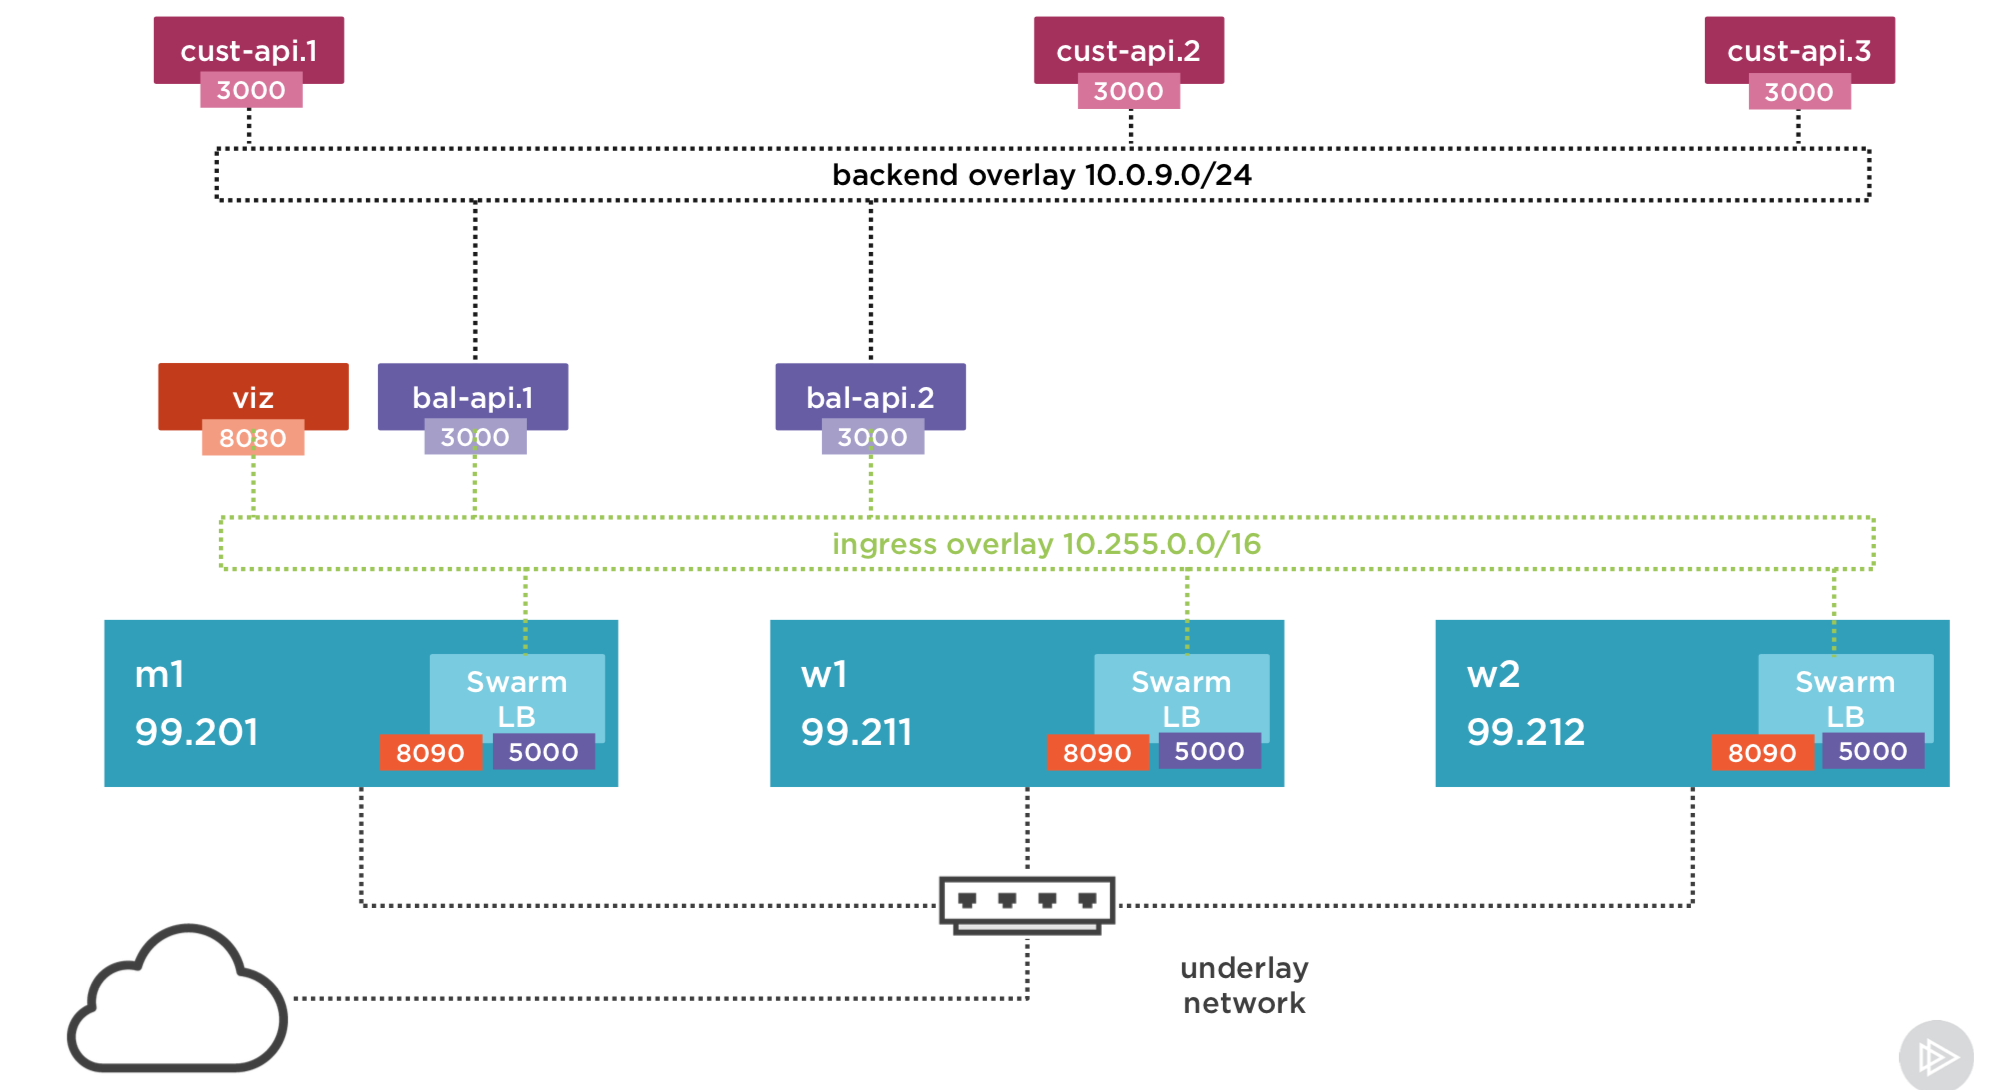 cust-api.1
3000
cust-api.2
3000
cust-api.3
3000
backend overlay 10.0.9.0/24
viz
8080
bal-api.1
3000
bal-api.2
3000
ingress overlay 10.255.0.0/16
m1
99.201
Swarm
LB
8090
5000
w1
99.211
Swarm
LB
8090
5000
w2
99.212
Swarm
LB
8090
5000
underlay
network